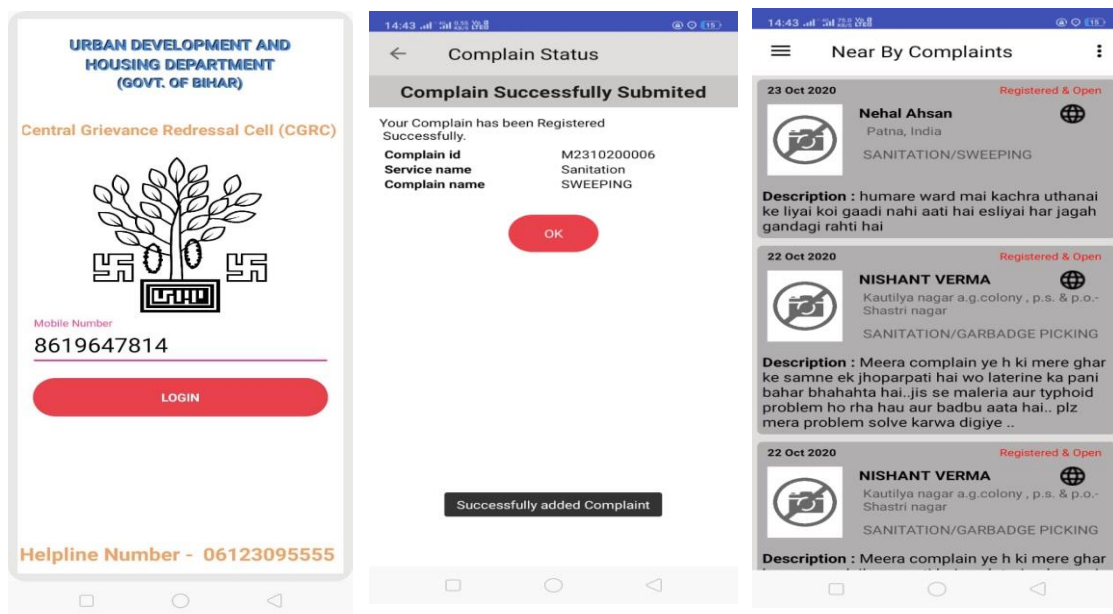 URBAN DEVELOPMENT AND
HOUSING DEPARTMENT
(GOVT. OF BIHAR)
Central Grievance Redressal Cell (CGRC)
Mobile Number
8619647814
LOGIN
Helpline Number - 06123095555
14:43
15
Complain Status
Complain Successfully Submited
Your Complain has been Registered
Successfully.
Complain id M2310200006
Service name Sanitation
Complain name SWEEPING
OK
Successfully added Complaint
14:43
15
Near By Complaints
23 Oct 2020 Registered & Open
Nehal Ahsan
Patna, India
SANITATION/SWEEPING
Description : humare ward mai kachra uthanai
ke liyai koi gaadi nahi aati hai esliyai har jagah
gandagi rahti hai
22 Oct 2020 Registered & Open
NISHANT VERMA
Kautilya nagar a.g.colony , p.s. & p.o.-
Shastri nagar
SANITATION/GARBADGE PICKING
Description : Meera complain ye h ki mere ghar
ke samne ek jhoparpati hai wo laterine ka pani
bahar bhahahta hai..jis se maleria aur typhoid
problem ho rha hau aur badbu aata hai.. plz
mera problem solve karwa digiye ..
22 Oct 2020 Registered & Open
NISHANT VERMA
Kautilya nagar a.g.colony , p.s. & p.o.-
Shastri nagar
SANITATION/GARBADGE PICKING
Description : Meera complain ye h ki mere ghar